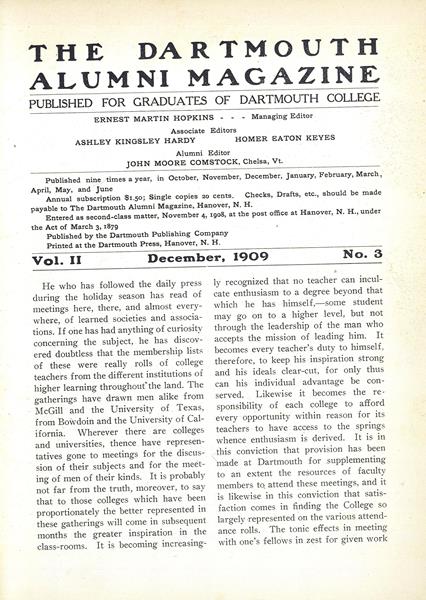 THE DARTMOUTH
ALUMNI MAGAZINE
PUBLISHED FOR GRADUATES OF DARTMOUTH COLLEGE
ERNEST MARTIN HOPKINS - - - Managing Editor
Associate Editors
ASHLEY KINGSLEY HARDY HOMER EATON KEYES
Alumni Editor
JOHN MOORE COMSTOCK, Chelsa, Vt.
Published nine times a year, in October, November, December, January, February, March,
April, May, and June
Annual subscription $1.50; Single copies 20 cents. Checks, Drafts, etc., should be made
payable to The Dartmouth Alumni Magazine, Hanover, N. H.
Entered as second-class matter, November 4, 1908, at the post office at Hanover, N. H., under
the Act of March 3, 1879
Published by the Dartmouth Publishing Company
Printed at the Dartmouth Press, Hanover, N. H.
Vol. II December, 1909 No. 3
He who has followed the daily press
during the holiday season has read of
meetings here, there, and almost every-
where, of learned societies and associa-
tions. If one has had anything of curiosity
concerning the subject, he has discov-
ered doubtless that the membership lists
of these were really rolls of college
teachers from the different institutions of
higher learning throughout the land. The
gatherings have drawn men alike from
McGill and the University of Texas,
from Bowdoin and the University of Cal-
ifornia. Wherever there are colleges
and universities, thence have represen-
tatives gone to meetings for the discus-
sion of their subjects and for the meet-
ing of men of their kinds. It is probably
not far from the truth, moreover, to say
that to those colleges which have been
proportionately the better represented in
these gatherings will come in subsequent
months the greater inspiration in the
class-rooms. It is becoming increasing-
ly recognized that no teacher can incul-
cate enthusiasm to a degree beyond that
which he has himself,—some student
may go on to a higher level, but not
through the leadership of the man who
accepts the mission of leading him. It
becomes every teacher's duty to himself,
therefore, to keep his inspiration strong
and his ideals clear-cut, for only thus
can his individual advantage be con-
served. Likewise it becomes the re-
sponsibility of each college to afford
every opportunity within reason for its
teachers to have access to the springs
whence enthusiasm is derived. It is in
this conviction that provision has been
made at Dartmouth for supplementing
to an extent the resources of faculty
members to attend these meetings, and it
is likewise in this conviction that satis-
faction comes in finding the College so
largely represented on the various attend-
ance rolls. The tonic effects in meeting
with one's fellows in zest for given work